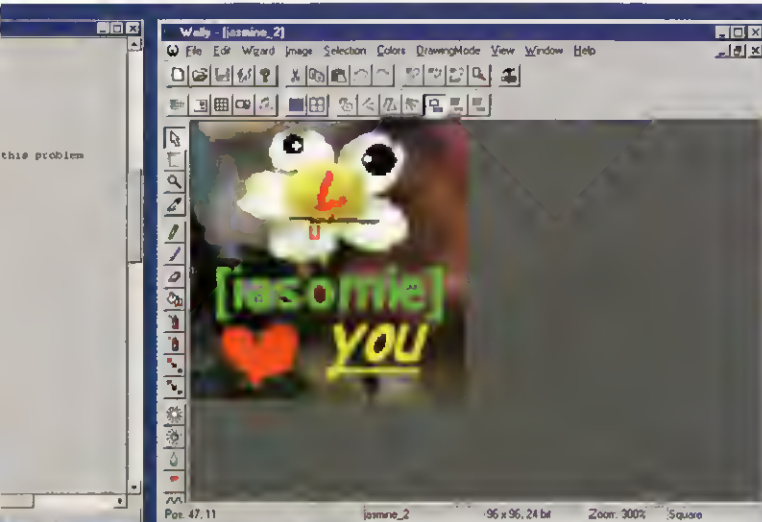 Wally - [jasmine_2]
File Edit Wizard Image Selection Colors DrawingMode View Window Help
this problem
[iasomie]
you
Pos: 47, 11 jasmine_2 96 x 96, 24 bit Zoom: 300% Square